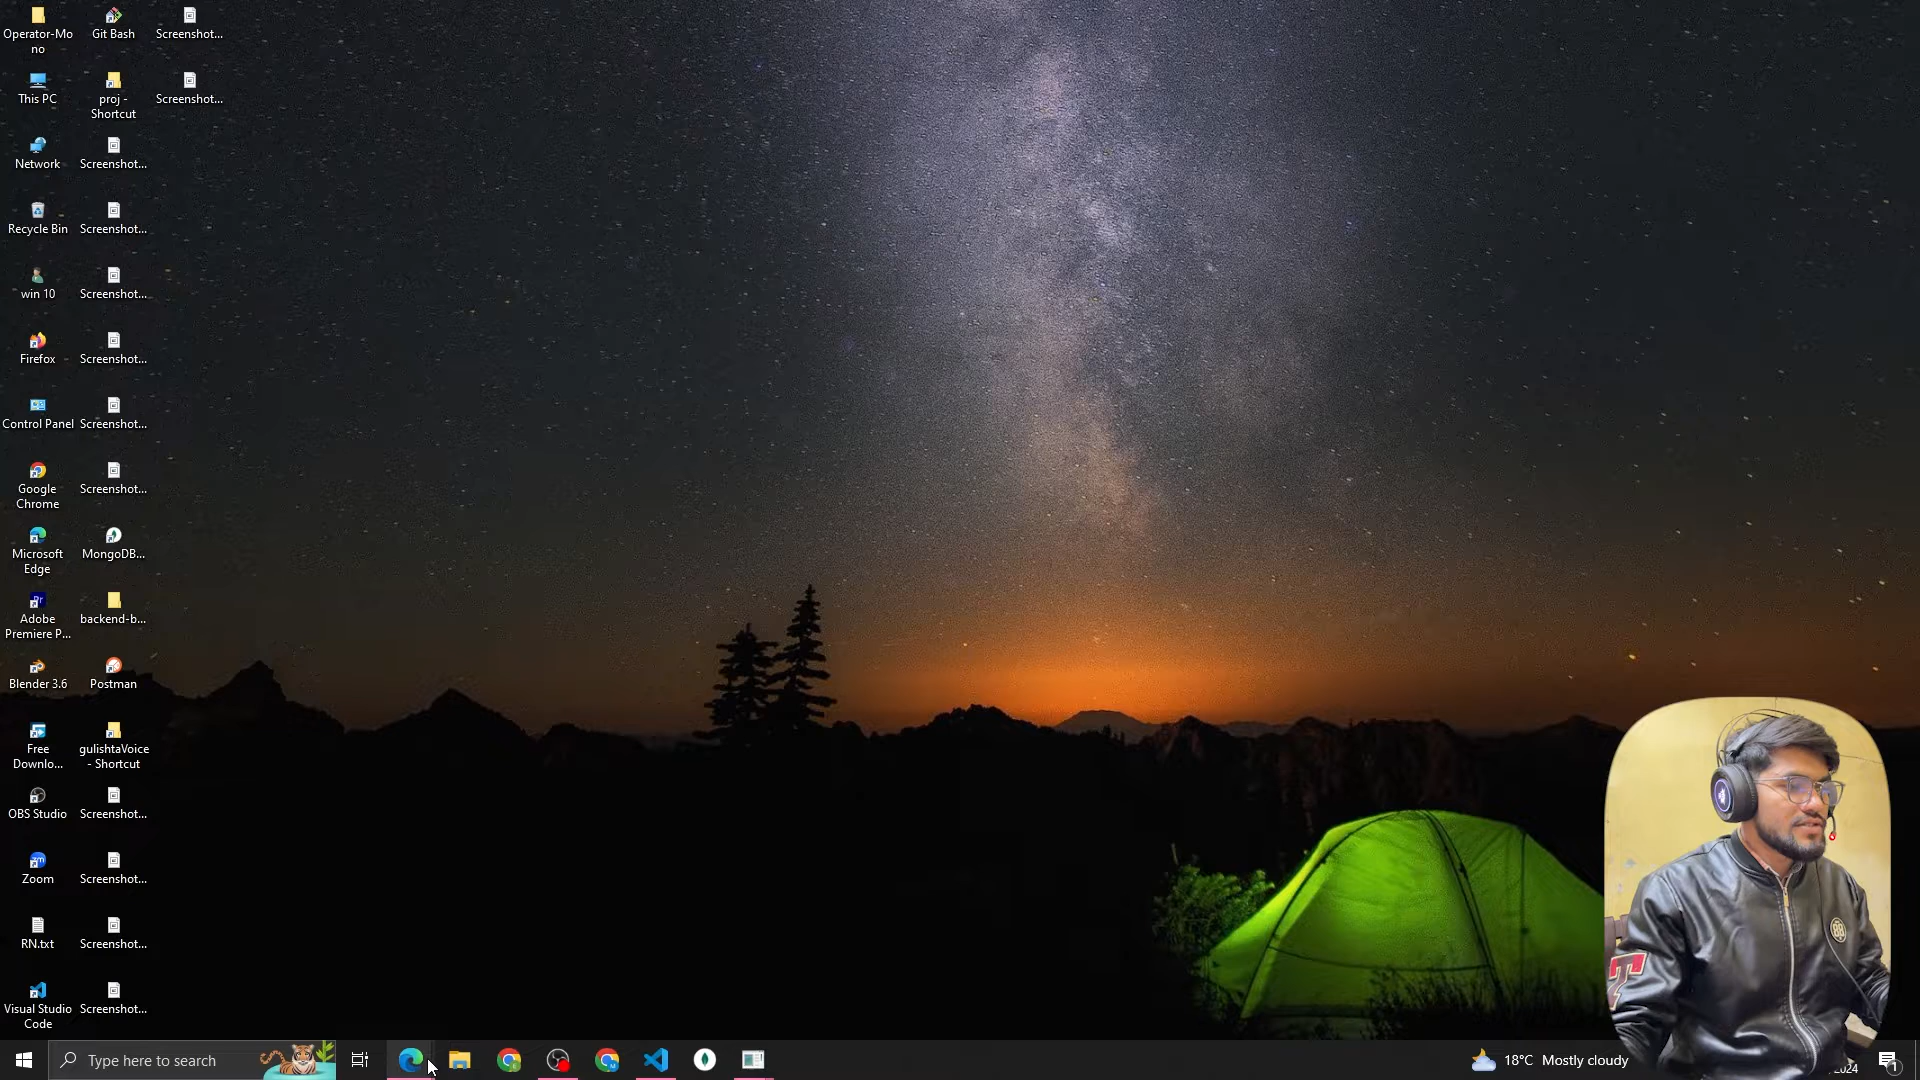 Operator-Mo
no
This PC
Network
Recycle Bin
win 10
Firefox
Control Panel
Google
Chrome
Microsoft
Edge
Adobe
Premiere P...
Blender 3.6
Free
Downlo...
OBS Studio
Zoom
RN.txt
Visual Studio
Code
Git Bash
proj -
Shortcut
Screenshot...
Screenshot...
Screenshot...
Screenshot...
Screenshot...
Screenshot...
MongoDB...
backend-b...
Postman
gulishtaVoice
- Shortcut
Screenshot...
Screenshot...
Screenshot...
Screenshot...
Screenshot...
Screenshot...
Type here to search
18°C Mostly cloudy
2024
1